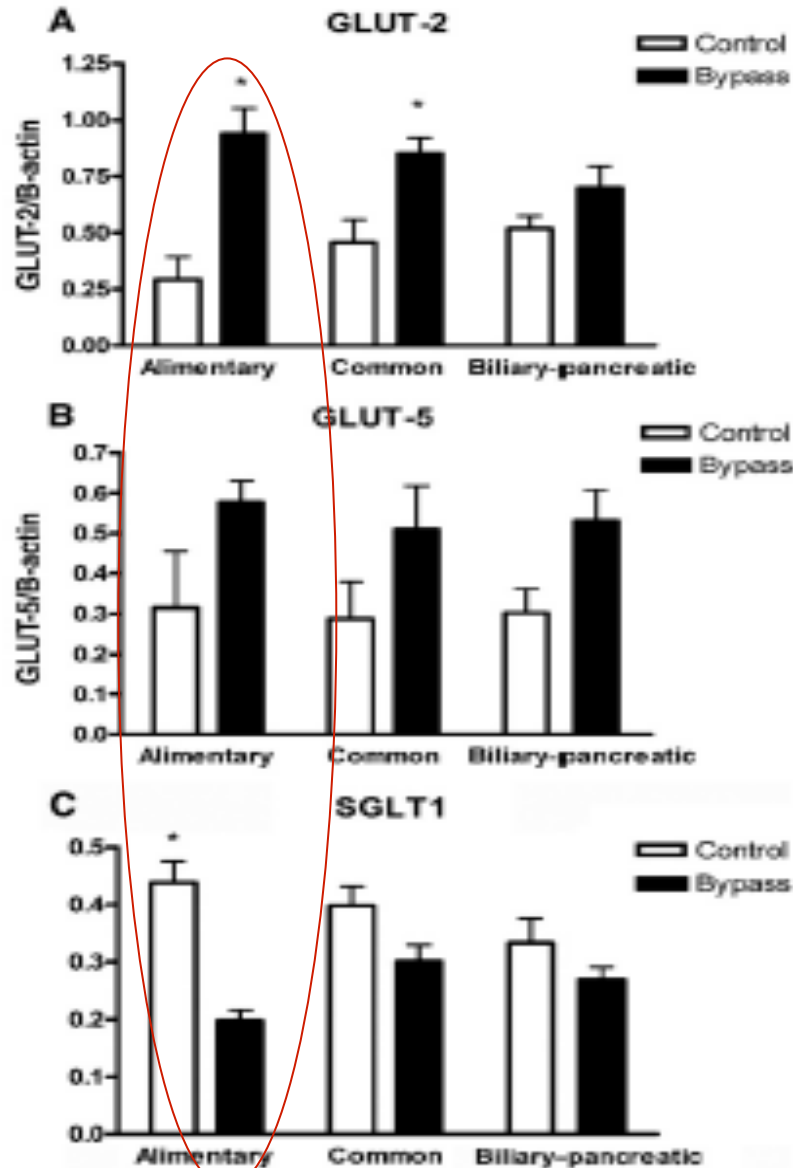 A GLUT-2
Control
Bypass
*
*
GLUT-2/B-actin
1.25
1.00
0.75
0.50
0.25
0.00
Alimentary Common Biliary-pancreatic
B GLUT-5
Control
Bypass
GLUT-5/B-actin
0.7
0.6
0.5
0.4
0.3
0.2
0.1
0.0
Alimentary Common Biliary-pancreatic
C SGLT1
Control
Bypass
*
0.5
0.4
0.3
0.2
0.1
0.0
Alimentary Common Biliary-pancreatic